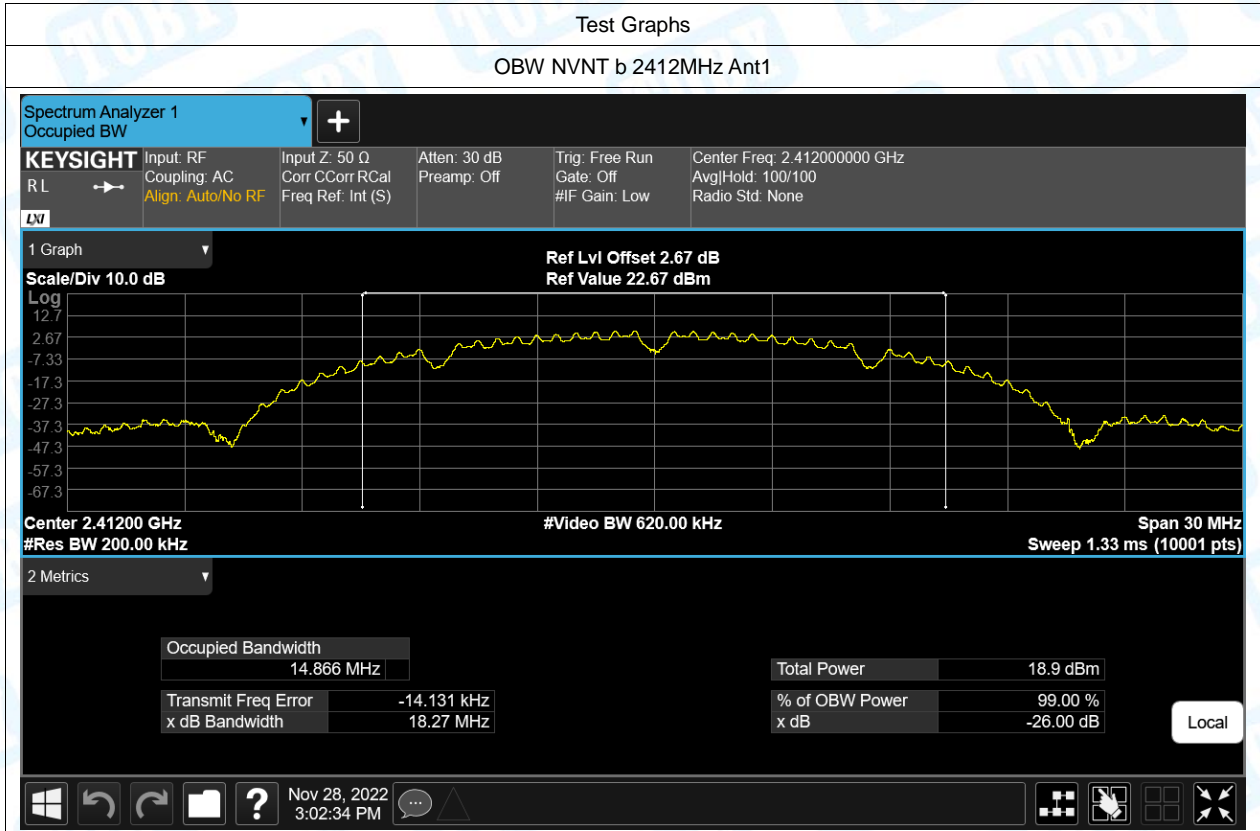 Test Graphs
OBW NVNT b 2412MHz Ant1
Spectrum Analyzer 1
Occupied BW
+
KEYSIGHT
R L
LXI
Input: RF
Coupling: AC
Align: Auto/No RF
Input Z: 50 Ω
Corr CCorr RCal
Freq Ref: Int (S)
Atten: 30 dB
Preamp: Off
Trig: Free Run
Gate: Off
#IF Gain: Low
Center Freq: 2.412000000 GHz
Avg|Hold: 100/100
Radio Std: None
1 Graph
Scale/Div 10.0 dB
Ref Lvl Offset 2.67 dB
Ref Value 22.67 dBm
Log
12.7
2.67
-7.33
-17.3
-27.3
-37.3
-47.3
-57.3
-67.3
Center 2.41200 GHz
#Video BW 620.00 kHz
Span 30 MHz
#Res BW 200.00 kHz
Sweep 1.33 ms (10001 pts)
2 Metrics
Occupied Bandwidth
14.866 MHz
Total Power 18.9 dBm
Transmit Freq Error -14.131 kHz
% of OBW Power 99.00 %
x dB Bandwidth 18.27 MHz
x dB -26.00 dB
Local
?
Nov 28, 2022
3:02:34 PM
TOBY
TOBY
TOBY